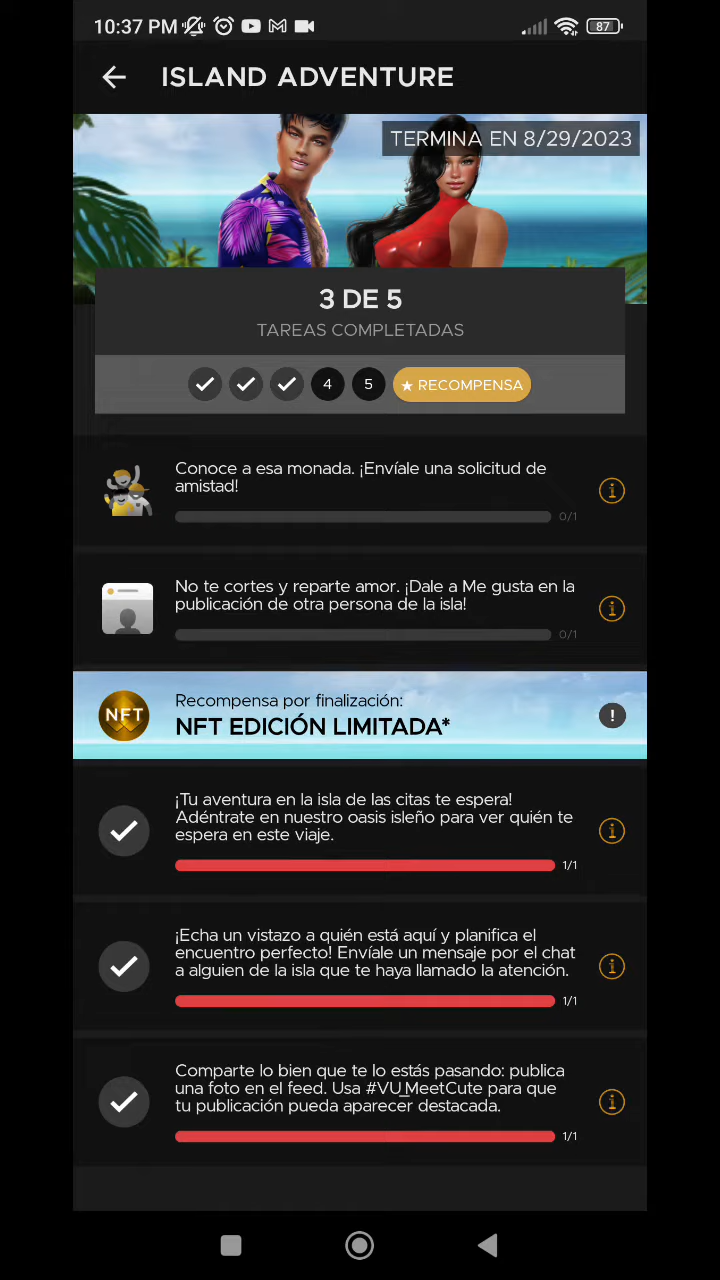 10:37 PM
87
ISLAND ADVENTURE
TERMINA EN 8/29/2023
3 DE 5
TAREAS COMPLETADAS
4 5 ★ RECOMPENSA
Conoce a esa monada. ¡Envíale una solicitud de
amistad!
0/1
No te cortes y reparte amor. ¡Dale a Me gusta en la
publicación de otra persona de la isla!
0/1
NFT
Recompensa por finalización:
NFT EDICIÓN LIMITADA*
¡Tu aventura en la isla de las citas te espera!
Adéntrate en nuestro oasis isleño para ver quién te
espera en este viaje.
1/1
¡Echa un vistazo a quién está aquí y planifica el
encuentro perfecto! Envíale un mensaje por el chat
a alguien de la isla que te haya llamado la atención.
1/1
Comparte lo bien que te lo estás pasando: publica
una foto en el feed. Usa #VU_MeetCute para que
tu publicación pueda aparecer destacada.
1/1